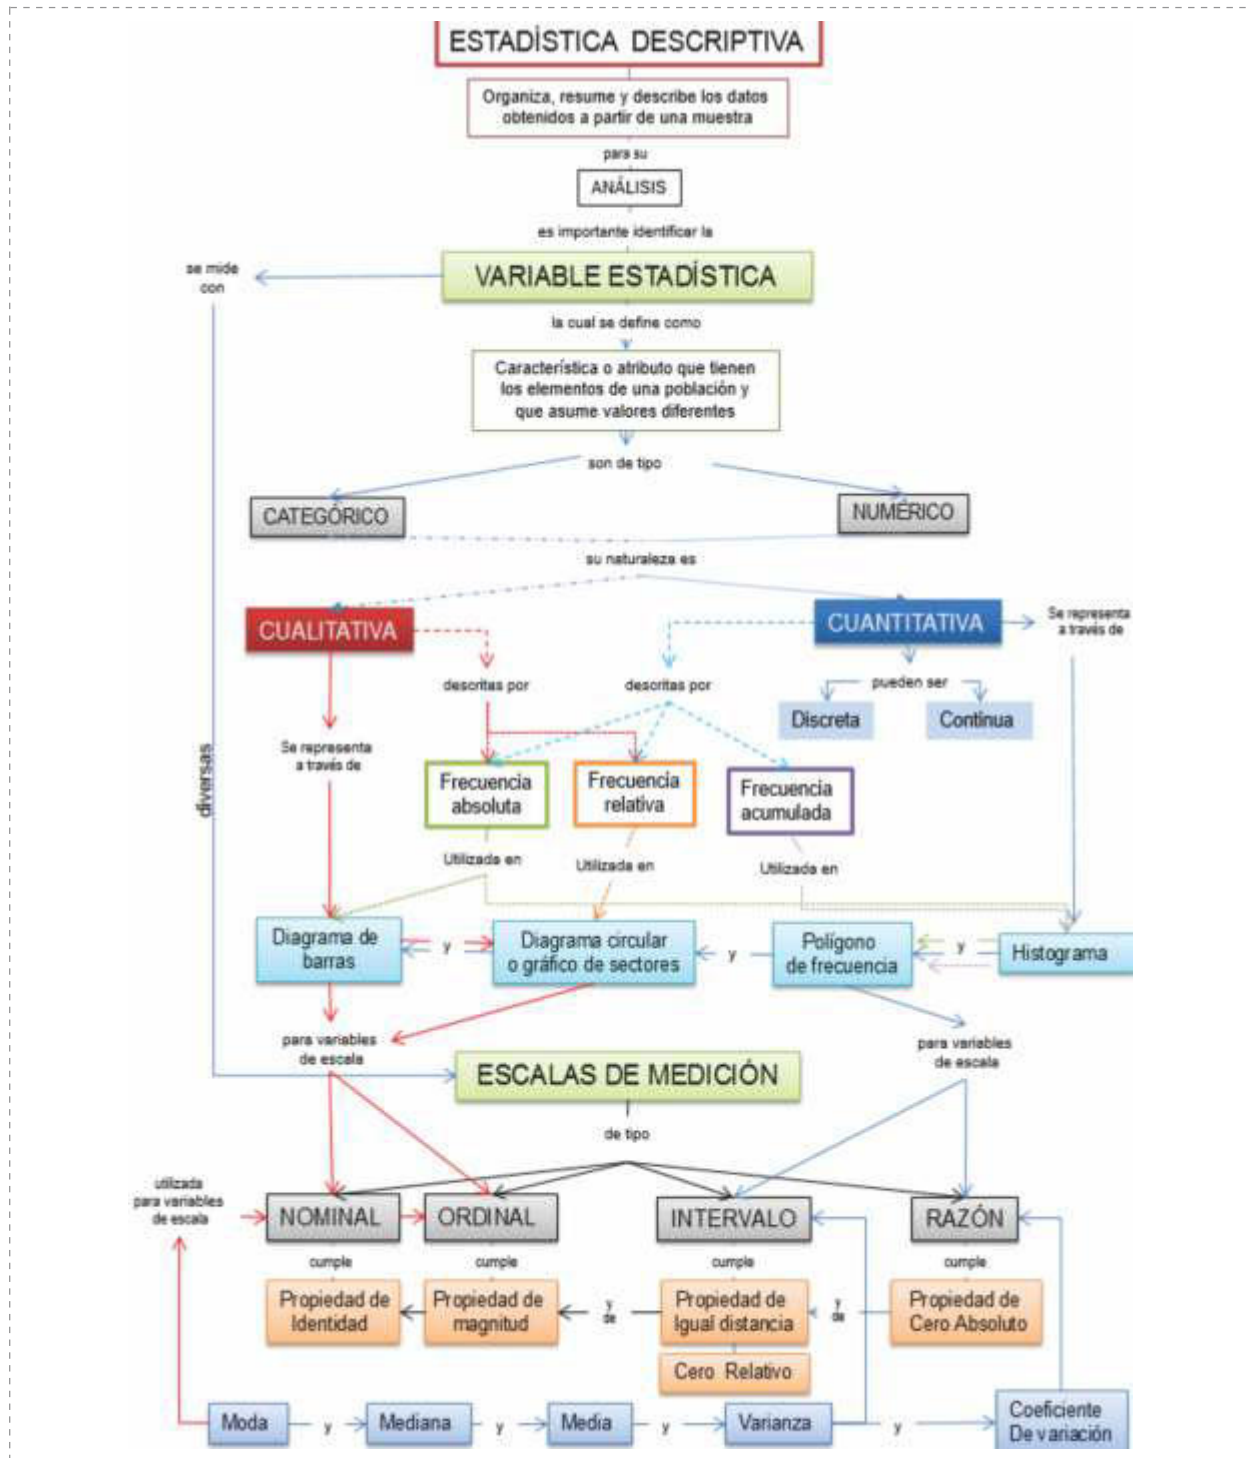 ESTADÍSTICA DESCRIPTIVA
Organiza, resume y describe los datos
obtenidos a partir de una muestra
para su
ANÁLISIS
es importante identificar la
VARIABLE ESTADÍSTICA
se mide
con
la cual se define como
Característica o atributo que tienen
los elementos de una población y
que asume valores diferentes
son de tipo
CATEGÓRICO
NUMÉRICO
su naturaleza es
CUALITATIVA
CUANTITATIVA
Se representa
a través de
descritas por
descritas por
pueden ser
Discreta
Contínua
Se representa
a través de
diversas
Frecuencia
absoluta
Frecuencia
relativa
Frecuencia
acumulada
Utilizada en
Utilizada en
Utilizada en
Diagrama de
barras
y
Diagrama circular
o gráfico de sectores
y
Polígono
de frecuencia
y
Histograma
para variables
de escala
para variables
de escala
ESCALAS DE MEDICIÓN
de tipo
utilizada
para variables
de escala
NOMINAL
ORDINAL
INTERVALO
RAZÓN
cumple
cumple
cumple
cumple
Propiedad de
Identidad
Propiedad de
magnitud
y
de
Propiedad de
Igual distancia
y
de
Propiedad de
Cero Absoluto
Cero Relativo
Moda
y
Mediana
y
Media
y
Varianza
y
Coeficiente
De variación